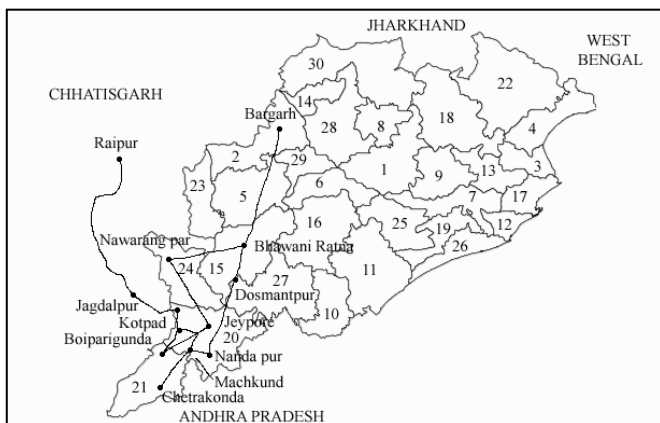 JHARKHAND
WEST
BENGAL
30
22
CHHATISGARH
14
Bargarh
28
8
18
4
Raipur
2
29
1
9
13
3
23
5
6
7
17
16
25
19
12
Nawarang par
Bhawani Ratna
26
24
15
11
27
Dosmantpur
Jagdalpur
10
Kotpad
Jeypore
Boiparigunda
20
Nanda pur
21
Machkund
Chetrakonda
ANDHRA PRADESH